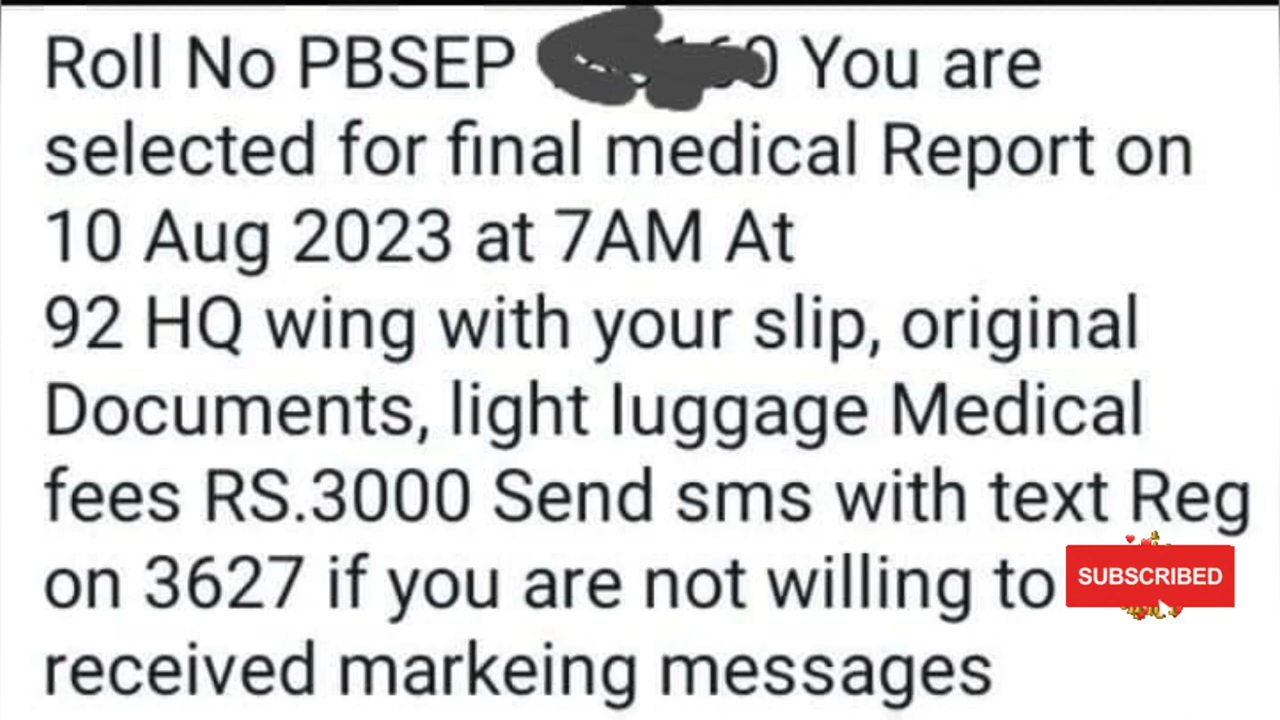 Roll No PBSEP You are
selected for final medical Report on
10 Aug 2023 at 7AM At
92 HQ wing with your slip, original
Documents, light luggage Medical
fees RS.3000 Send sms with text Reg
on 3627 if you are not willing to
SUBSCRIBED
received markeing messages